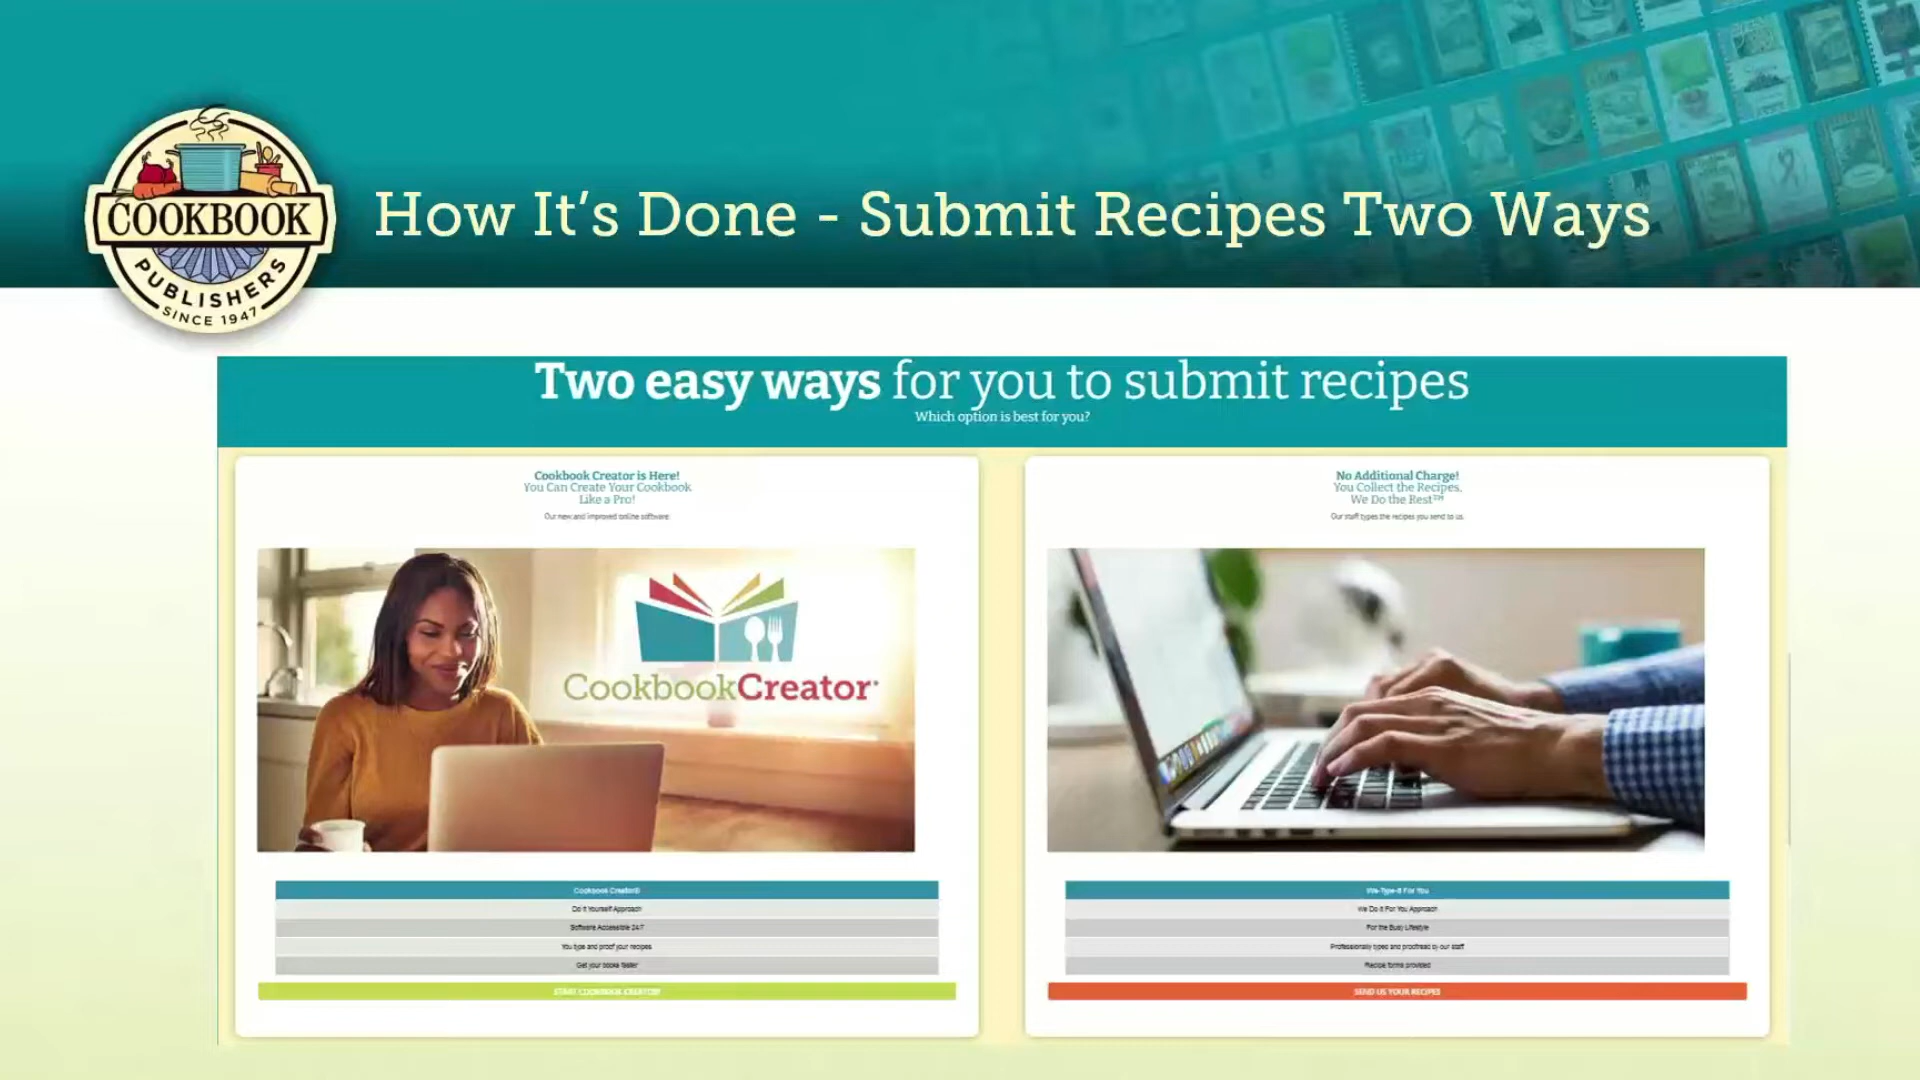 COOKBOOK
PUBLISHERS
SINCE 1947
How It's Done - Submit Recipes Two Ways
Two easy ways for you to submit recipes
Which option is best for you?
Cookbook Creator is Here!
You Can Create Your Cookbook
Like a Pro!
Our new and improved online software.
CookbookCreator
Cookbook Creator®
Do It Yourself Approach
Software Accessible 24/7
You type and proof your recipes
Get your books faster
START COOKBOOK CREATOR
No Additional Charge!
You Collect the Recipes.
We Do the Rest™
Our staff types the recipes you send to us.
We-Type-It For You
We Do It For You Approach
For the Busy Lifestyle
Professionally typed and proofread by our staff
Recipe forms provided
SEND US YOUR RECIPES